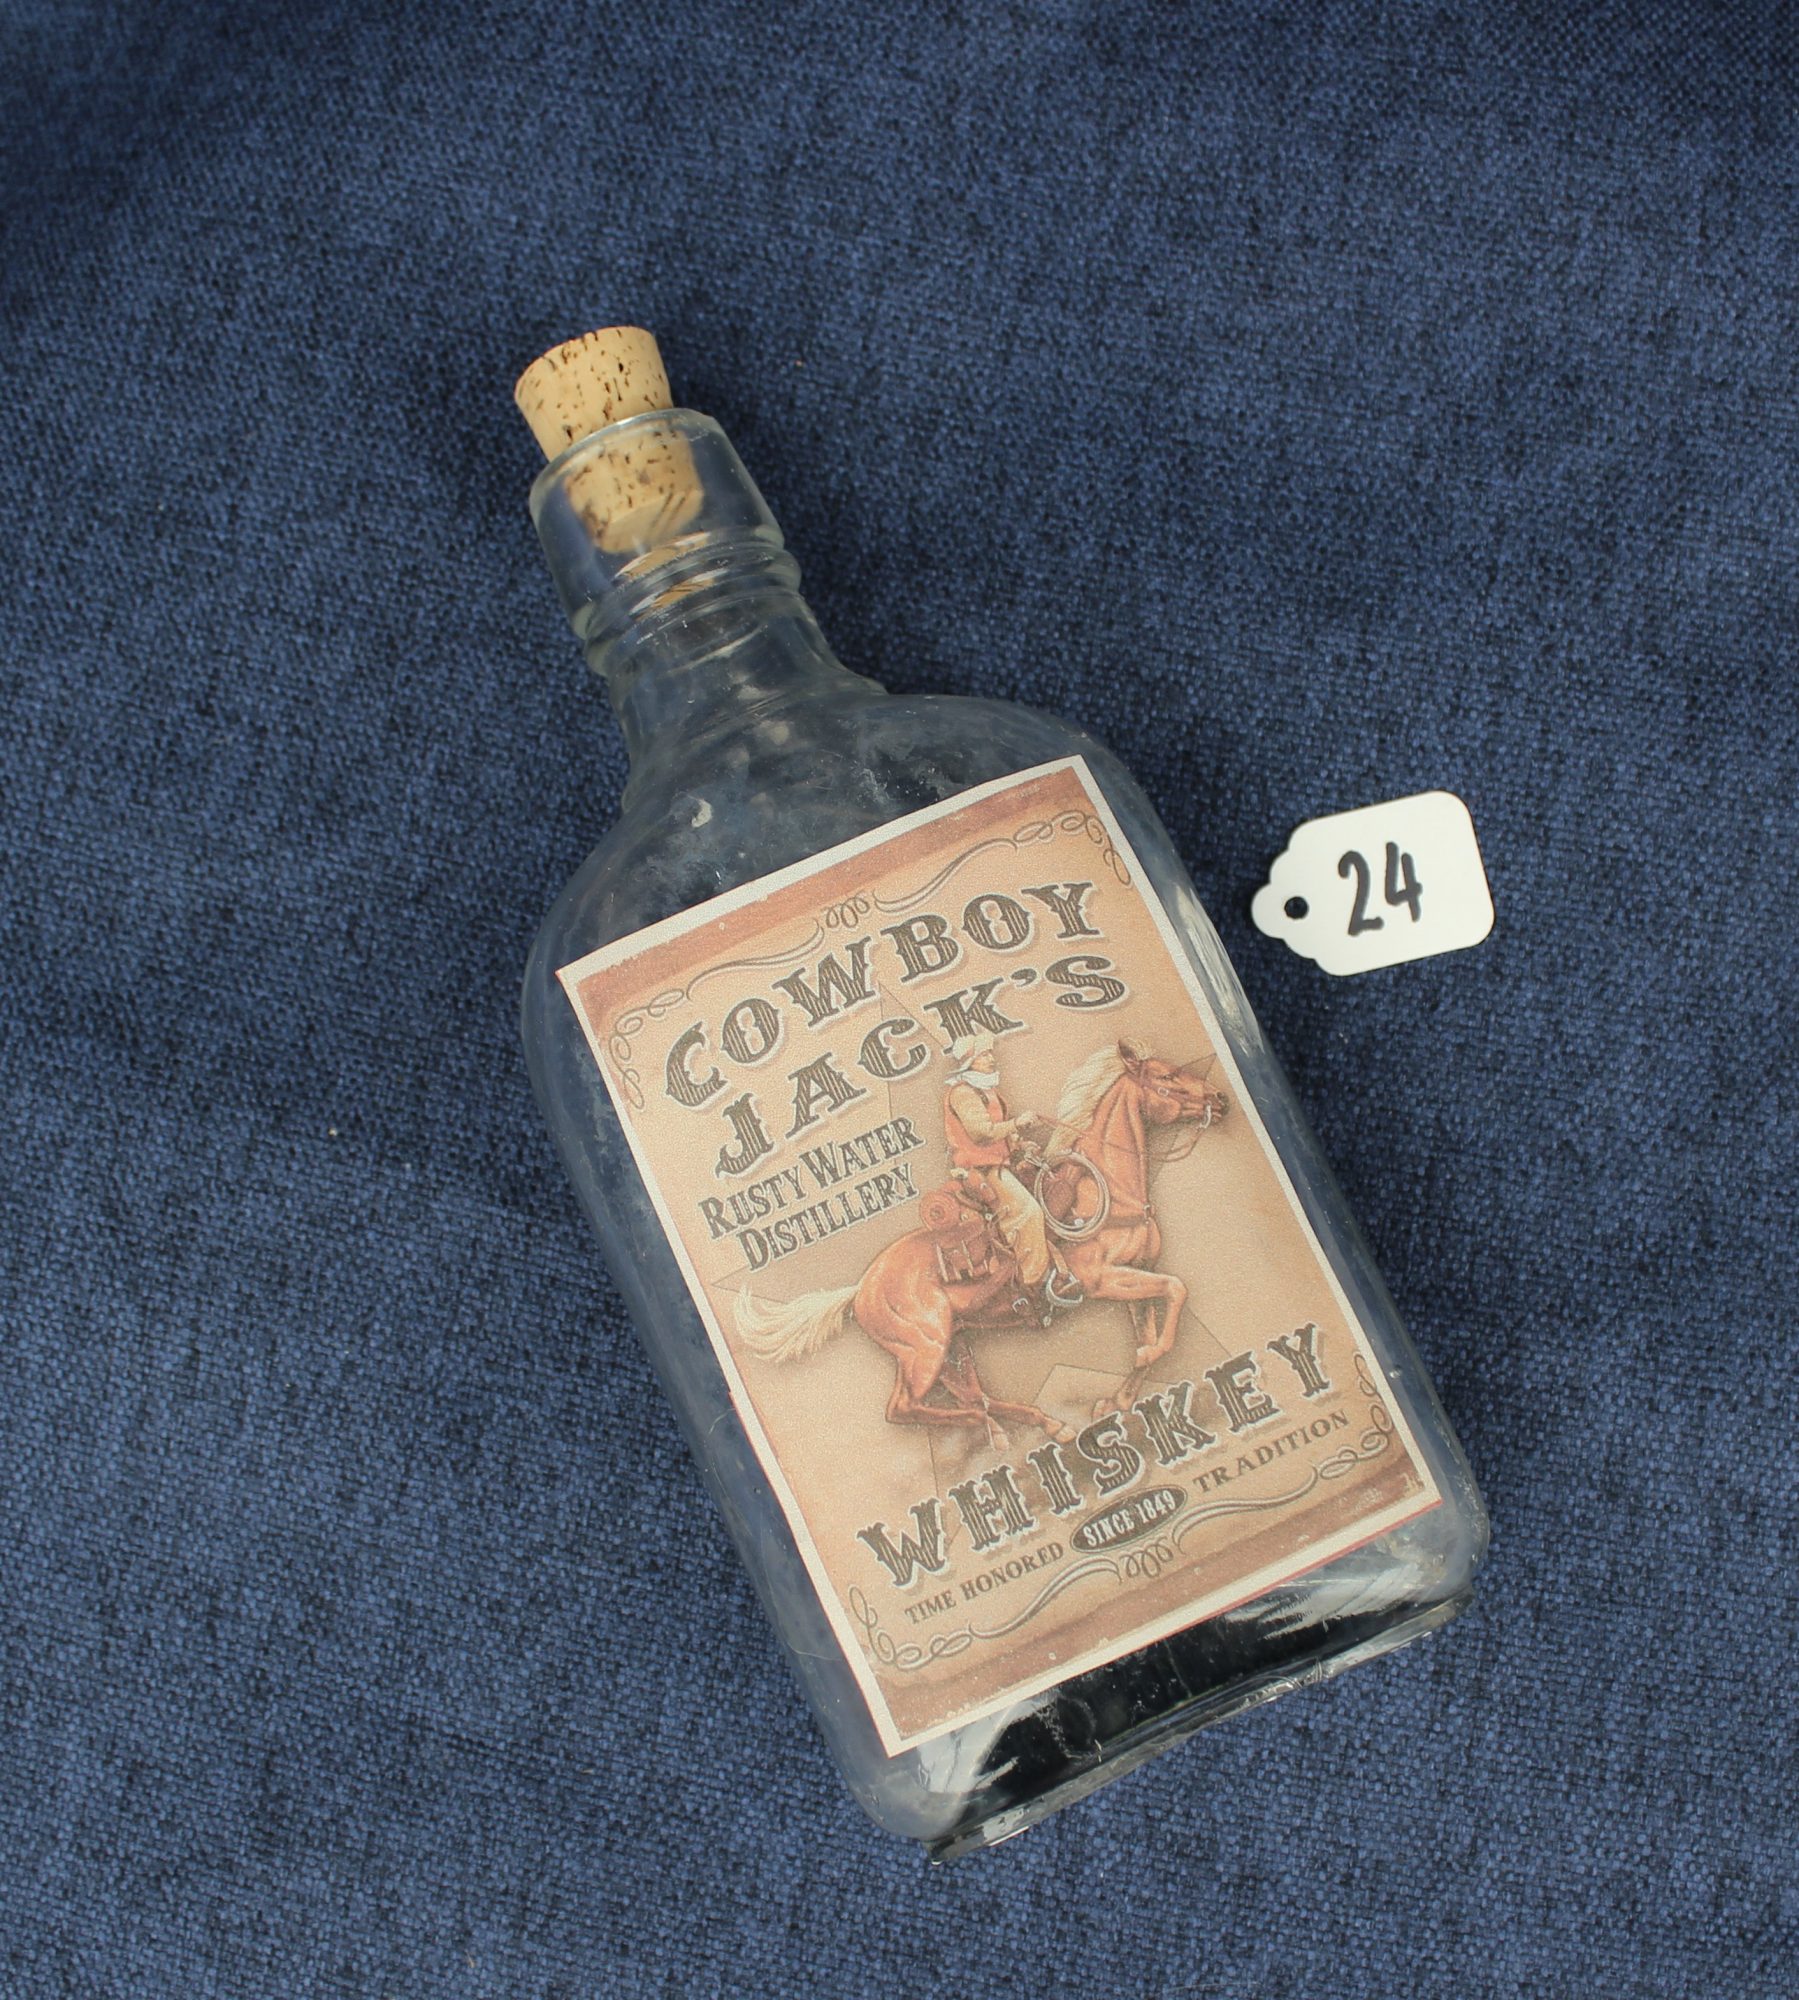 COWBOY
JACK'S
RUSTY WATER
DISTILLERY
WHISKEY
TIME HONORED SINCE 1849 TRADITION
24